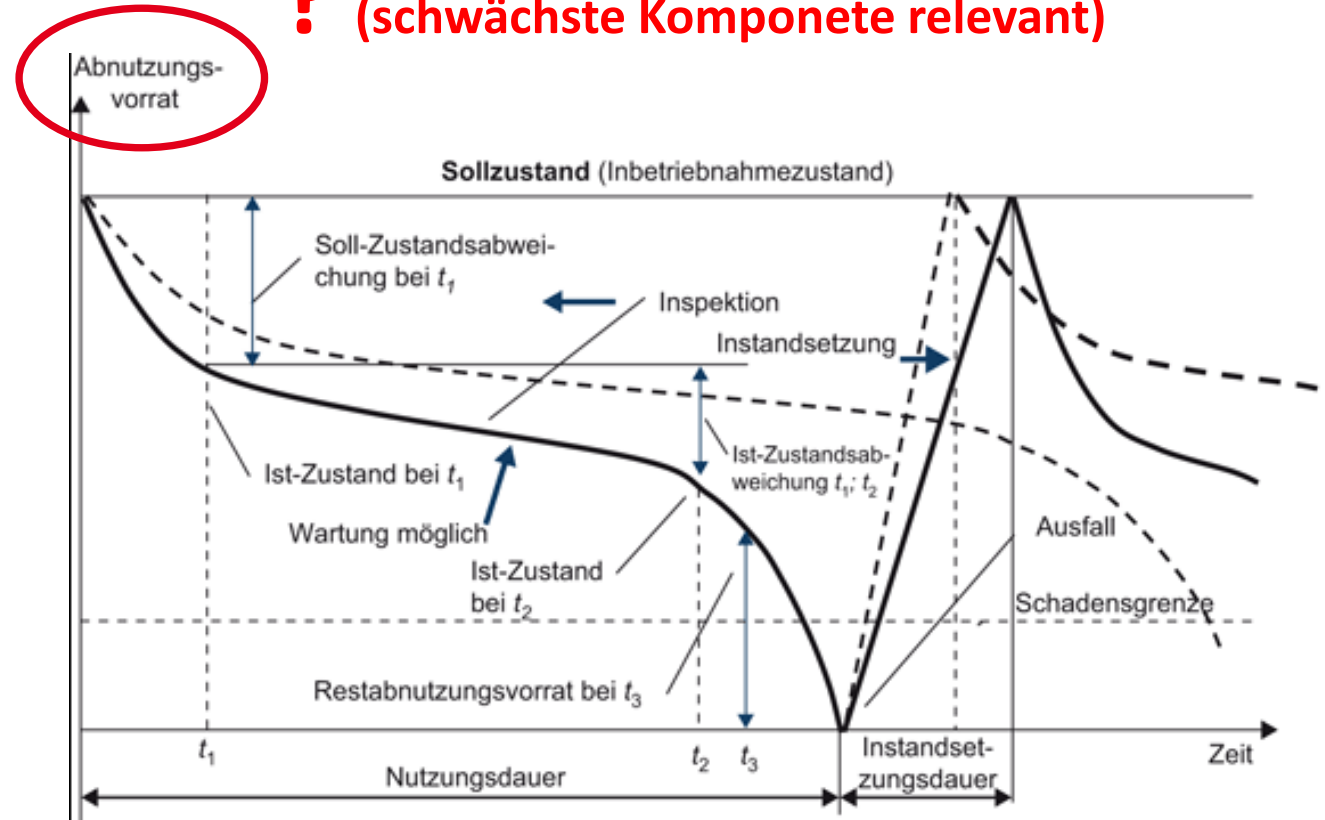 ? (schwächste Komponete relevant)
Abnutzungs-
vorrat
Sollzustand (Inbetriebnahmezustand)
Soll-Zustandsabwei-
chung bei t1
Inspektion
Instandsetzung
Ist-Zustandsab-
weichung t1; t2
Ist-Zustand bei t1
Wartung möglich
Ist-Zustand
bei t2
Ausfall
Schadensgrenze
Restabnutzungsvorrat bei t3
t1
t2
t3
Instandset-
zungsdauer
Zeit
Nutzungsdauer